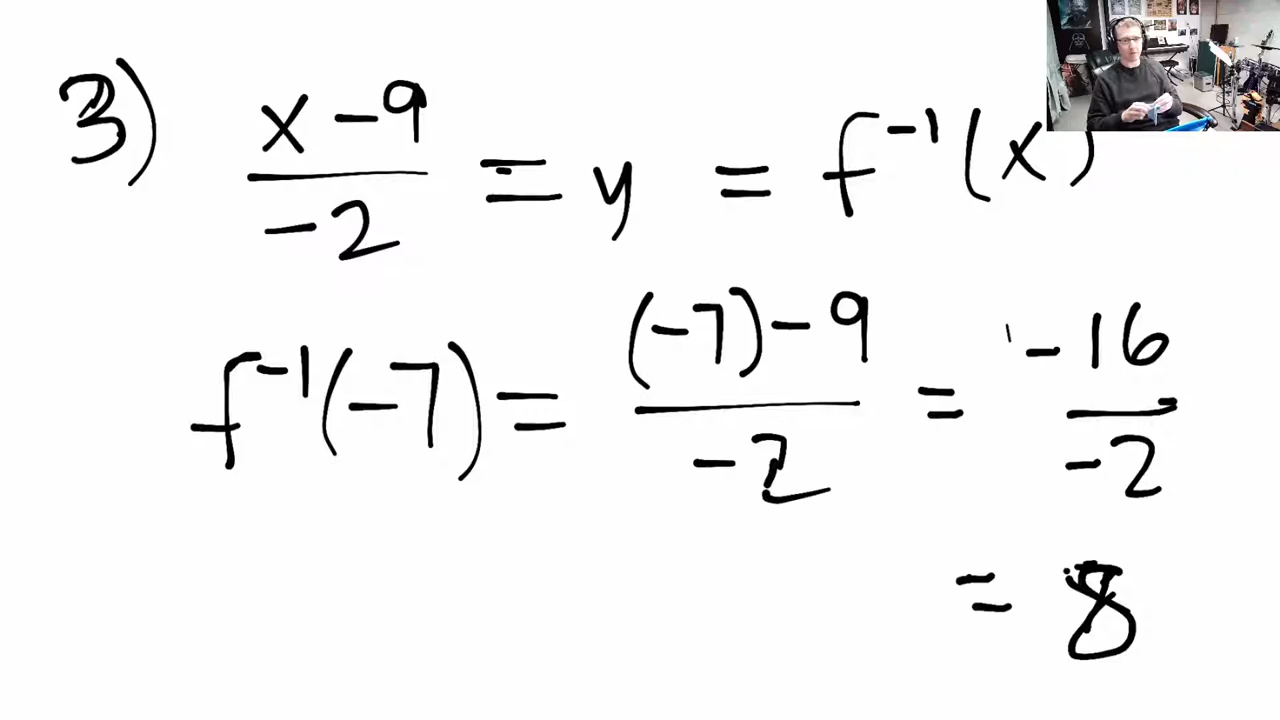 3) x-9/-2 = y = f⁻¹(x)
f⁻¹(-7) = (-7)-9/-2 = -16/-2
= 8